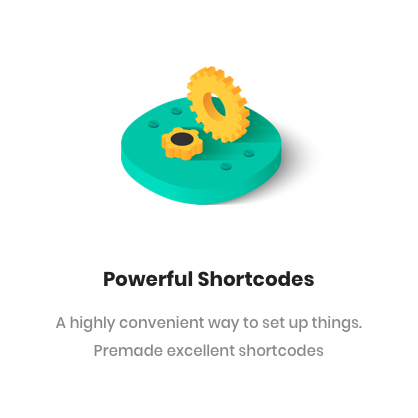 Powerful Shortcodes
A highly convenient way to set up things.
Premade excellent shortcodes